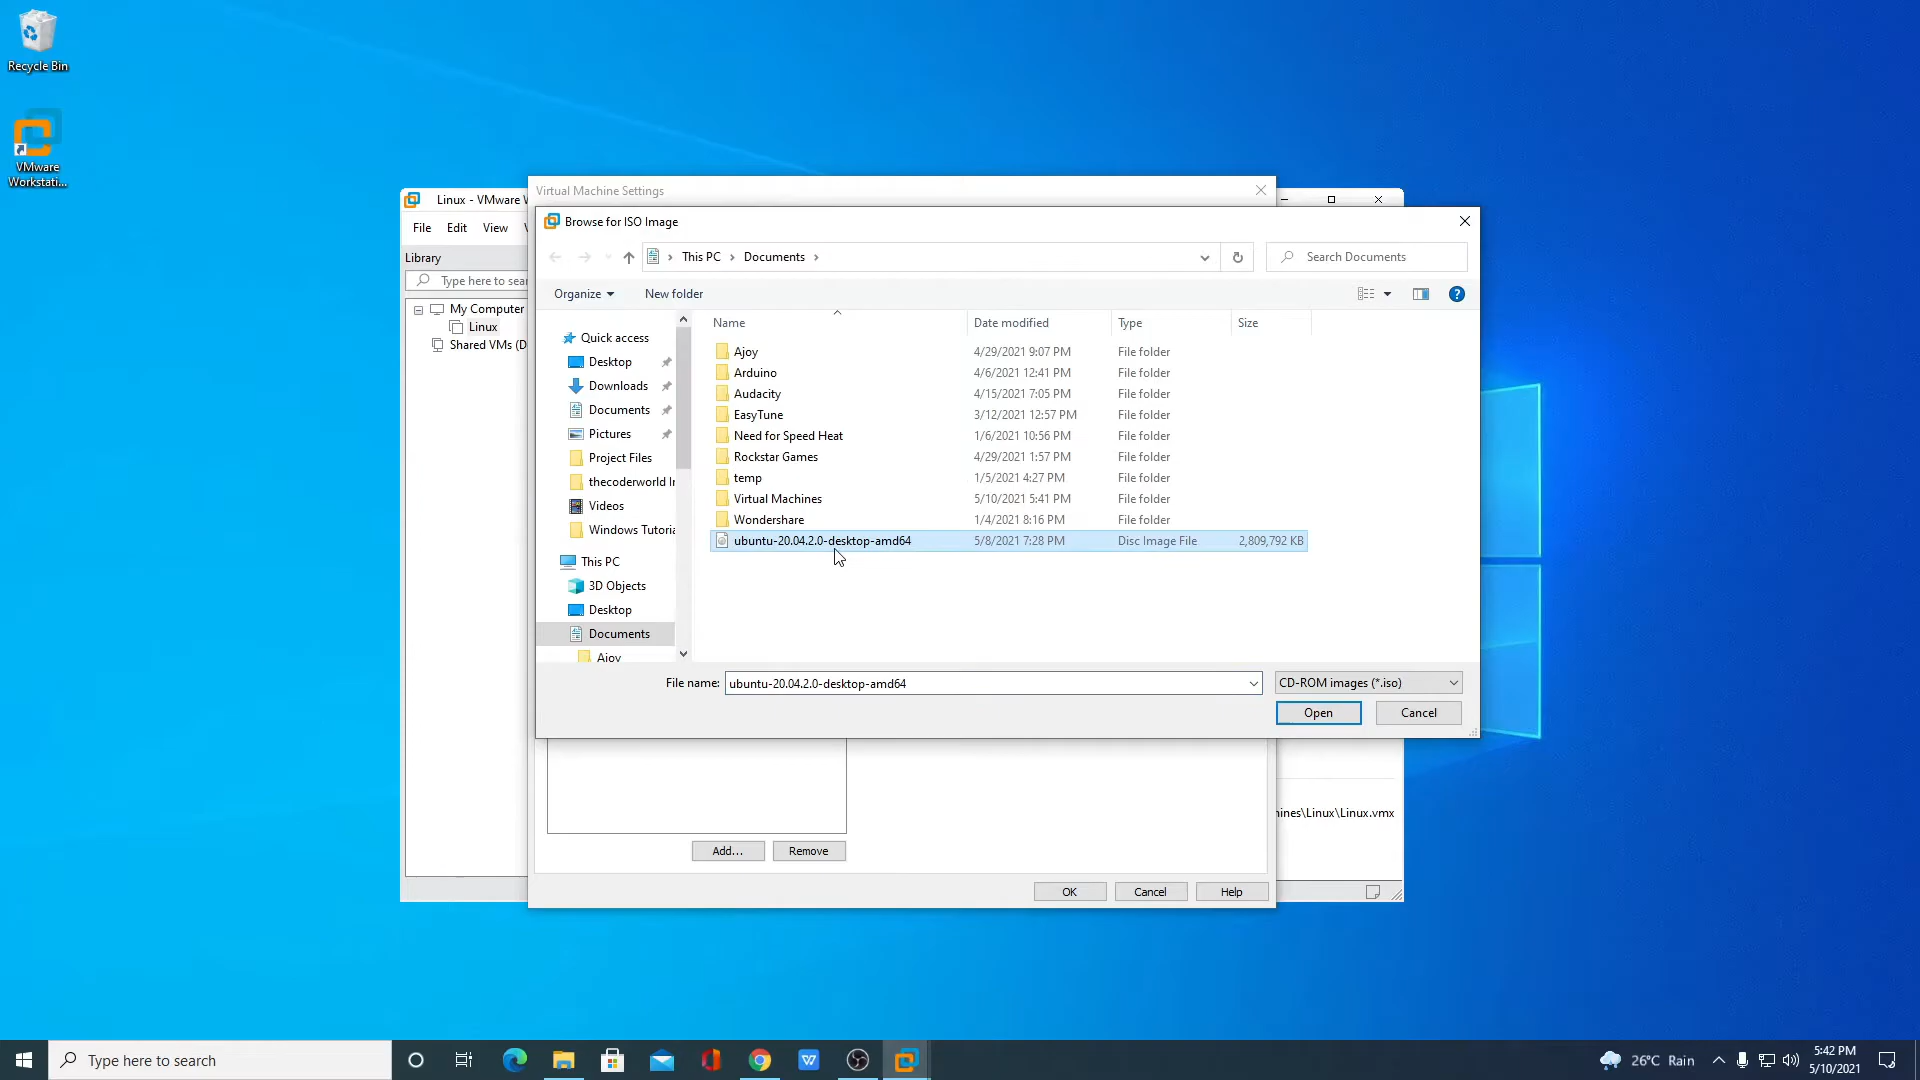 Recycle Bin
VMware
Workstati...
Linux - VMware W
File Edit View
Library
Type here to sear
My Computer
Linux
Shared VMs (D
Virtual Machine Settings
Browse for ISO Image
This PC > Documents >
Search Documents
Organize New folder
Quick access
Desktop
Downloads
Documents
Pictures
Project Files
thecoderworld In
Videos
Windows Tutoria
This PC
3D Objects
Desktop
Documents
Ajoy
Name Date modified Type Size
Ajoy 4/29/2021 9:07 PM File folder
Arduino 4/6/2021 12:41 PM File folder
Audacity 4/15/2021 7:05 PM File folder
EasyTune 3/12/2021 12:57 PM File folder
Need for Speed Heat 1/6/2021 10:56 PM File folder
Rockstar Games 4/29/2021 1:57 PM File folder
temp 1/5/2021 4:27 PM File folder
Virtual Machines 5/10/2021 5:41 PM File folder
Wondershare 1/4/2021 8:16 PM File folder
ubuntu-20.04.2.0-desktop-amd64 5/8/2021 7:28 PM Disc Image File 2,809,792 KB
File name: ubuntu-20.04.2.0-desktop-amd64 CD-ROM images (*.iso)
Open Cancel
hines\Linux\Linux.vmx
Add... Remove
OK Cancel Help
Type here to search
26°C Rain
5:42 PM
5/10/2021